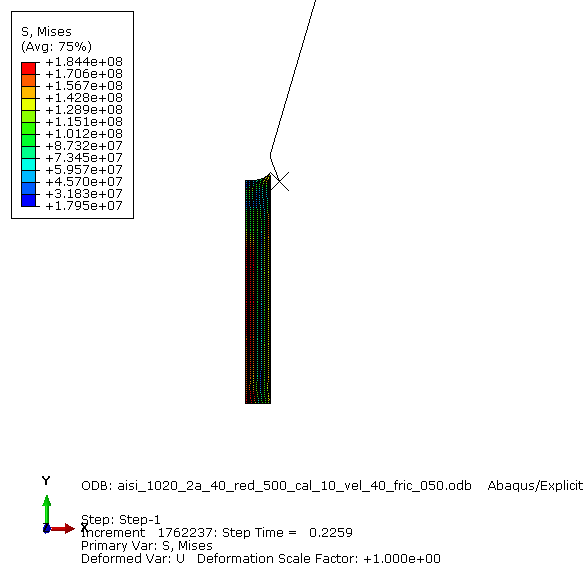 S, Mises
(Avg: 75%)
+1.844e+08
+1.706e+08
+1.567e+08
+1.428e+08
+1.289e+08
+1.151e+08
+1.012e+08
+8.732e+07
+7.345e+07
+5.957e+07
+4.570e+07
+3.183e+07
+1.795e+07
Y
X
ODB: aisi_1020_2a_40_red_500_cal_10_vel_40_fric_050.odb Abaqus/Explicit
Step: Step-1
Increment 1762237: Step Time = 0.2259
Primary Var: S, Mises
Deformed Var: U Deformation Scale Factor: +1.000e+00